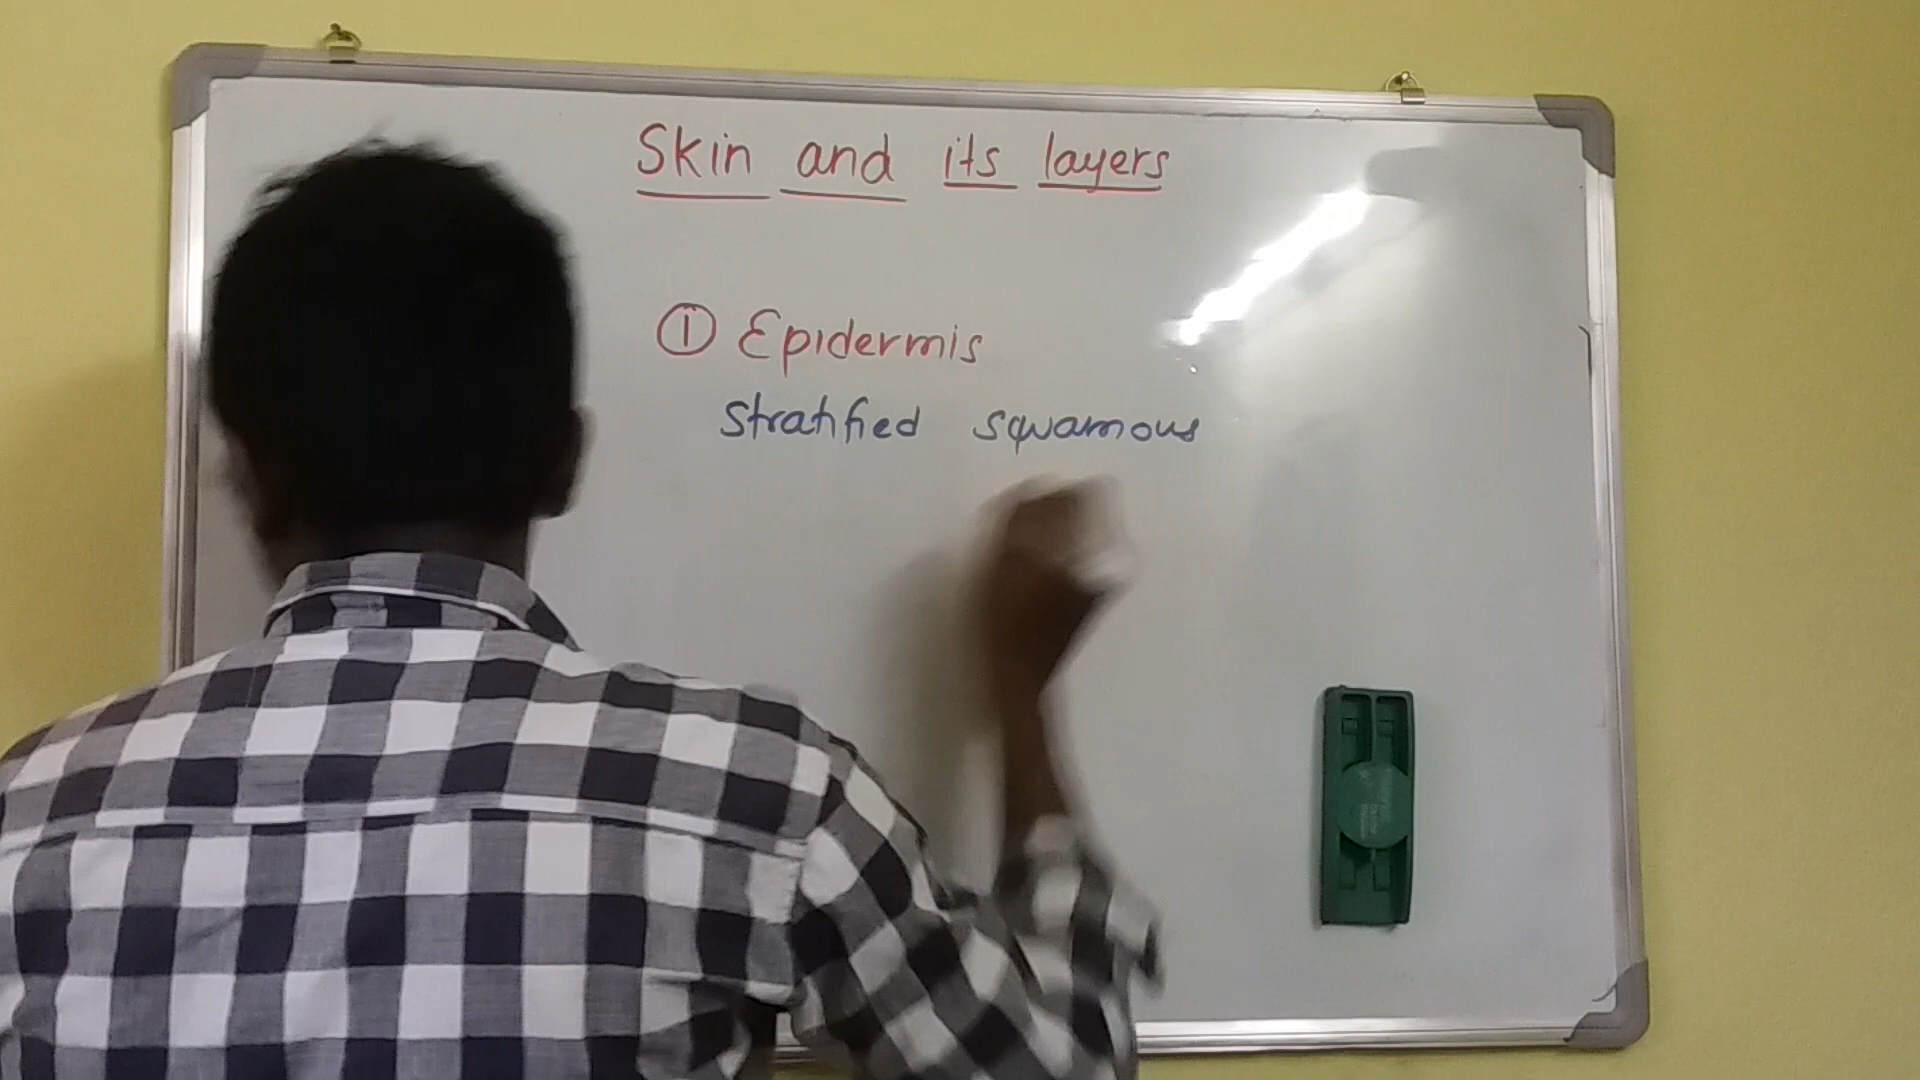 Skin and its layers
① Epidermis
Stratified squamous